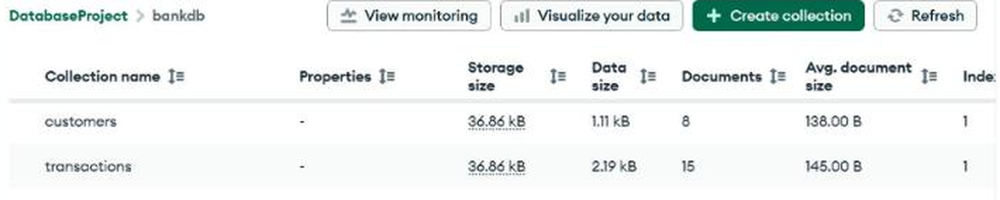 DatabaseProject > bankdb View monitoring Visualize your data + Create collection Refresh
Collection name Properties Storage size Data size Documents Avg. document size Inde
customers - 36.86 kB 1.11 kB 8 138.00 B 1
transactions - 36.86 kB 2.19 kB 15 145.00 B 1